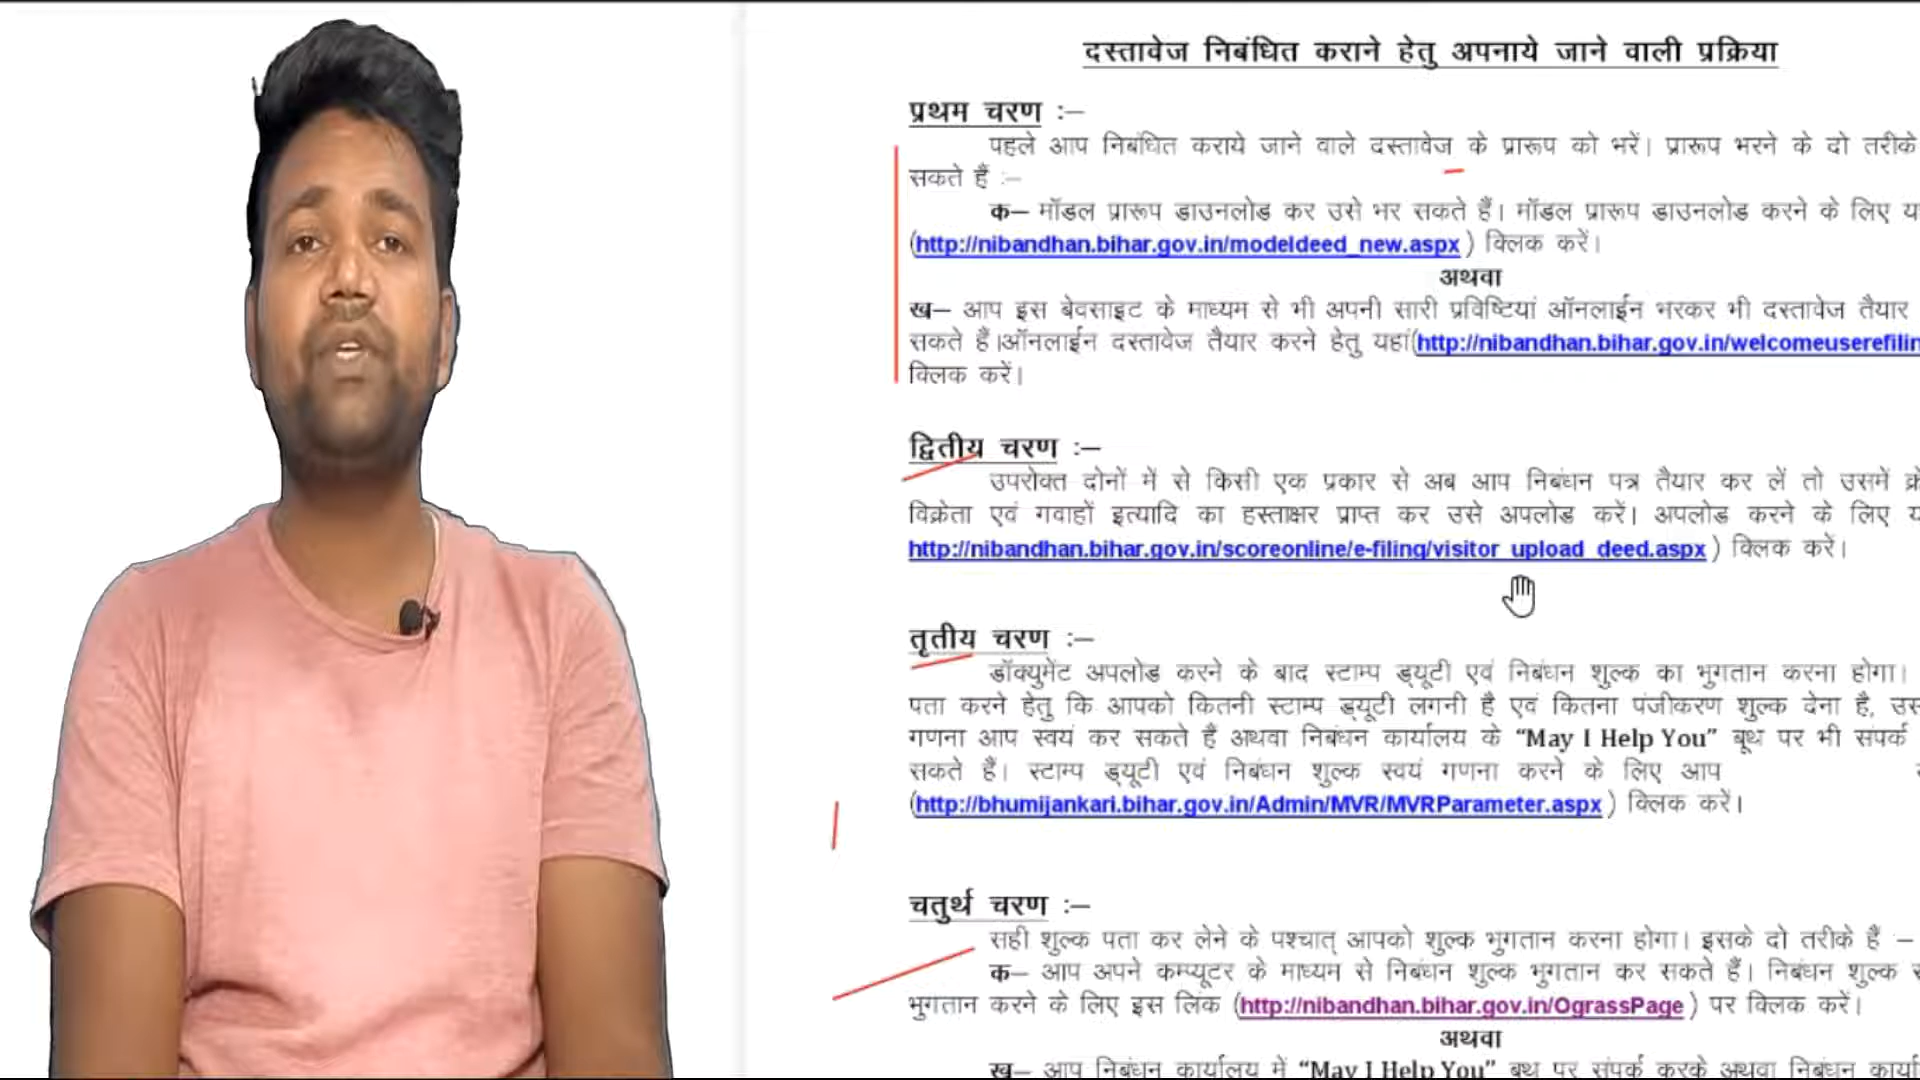 दस्तावेज निबंधित कराने हेतु अपनाये जाने वाली प्रक्रिया
प्रथम चरण :–
पहले आप निबंधित कराये जाने वाले दस्तावेज के प्रारूप को भरें। प्रारूप भरने के दो तरीके
सकते हैं :–
क– मॉडल प्रारूप डाउनलोड कर उसे भर सकते हैं। मॉडल प्रारूप डाउनलोड करने के लिए
(http://nibandhan.bihar.gov.in/modeldeed_new.aspx ) क्लिक करें।
अथवा
ख– आप इस बेवसाइट के माध्यम से भी अपनी सारी प्रविष्टियां ऑनलाईन भरकर भी दस्तावेज तैयार
सकते हैं।ऑनलाईन दस्तावेज तैयार करने हेतु यहां(http://nibandhan.bihar.gov.in/welcomeuserefilin
क्लिक करें।
द्वितीय चरण :–
उपरोक्त दोनों में से किसी एक प्रकार से अब आप निबंधन पत्र तैयार कर लें तो उसमें
विक्रेता एवं गवाहों इत्यादि का हस्ताक्षर प्राप्त कर उसे अपलोड करें। अपलोड करने के लिए
http://nibandhan.bihar.gov.in/scoreonline/e-filing/visitor_upload_deed.aspx ) क्लिक करें।
तृतीय चरण :–
डॉक्युमेंट अपलोड करने के बाद स्टाम्प ड्यूटी एवं निबंधन शुल्क का भुगतान करना होगा।
पता करने हेतु कि आपको कितनी स्टाम्प ड्यूटी लगनी है एवं कितना पंजीकरण शुल्क देना है,
गणना आप स्वयं कर सकते हैं अथवा निबंधन कार्यालय के “May I Help You” बूथ पर भी संपर्क
सकते हैं। स्टाम्प ड्यूटी एवं निबंधन शुल्क स्वयं गणना करने के लिए आप
(http://bhumijankari.bihar.gov.in/Admin/MVR/MVRParameter.aspx ) क्लिक करें।
चतुर्थ चरण :–
सही शुल्क पता कर लेने के पश्चात् आपको शुल्क भुगतान करना होगा। इसके दो तरीके हैं –
क– आप अपने कम्प्यूटर के माध्यम से निबंधन शुल्क भुगतान कर सकते हैं। निबंधन शुल्क
भुगतान करने के लिए इस लिंक (http://nibandhan.bihar.gov.in/OgrassPage ) पर क्लिक करें।
अथवा
ख– आप निबंधन कार्यालय में “May I Help You” बूथ पर संपर्क करके अथवा निबंधन